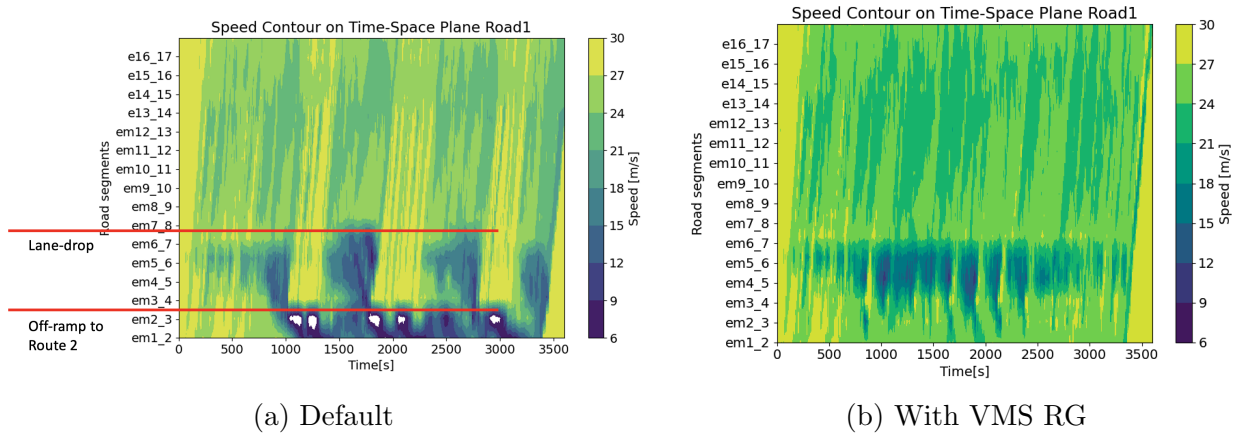 Speed Contour on Time-Space Plane Road1
e16_17
e15_16
e14_15
e13_14
em12_13
em11_12
em10_11
em9_10
em8_9
em7_8
em6_7
em5_6
em4_5
em3_4
em2_3
em1_2
Road segments
Lane-drop
Off-ramp to
Route 2
0 500 1000 1500 2000 2500 3000 3500
Time[s]
30
27
24
21
18
15
12
9
6
Speed [m/s]
(a) Default
Speed Contour on Time-Space Plane Road1
e16_17
e15_16
e14_15
e13_14
em12_13
em11_12
em10_11
em9_10
em8_9
em7_8
em6_7
em5_6
em4_5
em3_4
em2_3
em1_2
Road segments
0 500 1000 1500 2000 2500 3000 3500
Time[s]
30
27
24
21
18
15
12
9
6
Speed [m/s]
(b) With VMS RG